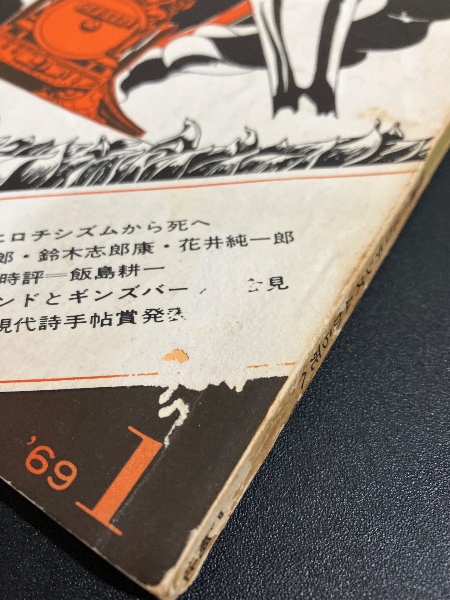 エロチシズムから死へ
郎・鈴木志郎康・花井純一郎
時評＝飯島耕一
ンドとギンズバー 会見
現代詩手帖賞発表
'69 1